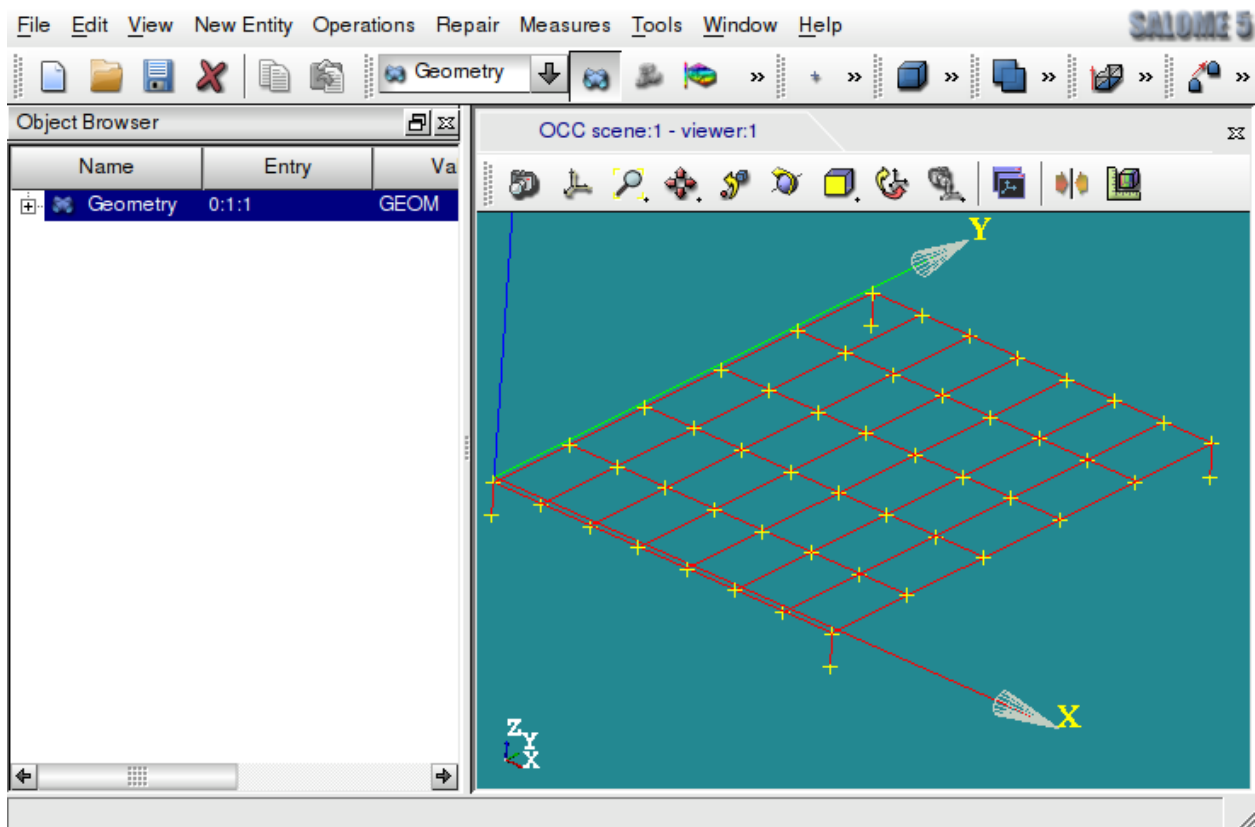 File Edit View New Entity Operations Repair Measures Tools Window Help SALOME 5
Geometry » » » » » »
Object Browser OCC scene:1 - viewer:1
Name Entry Va
Geometry 0:1:1 GEOM
Y
X
Z
Y
X